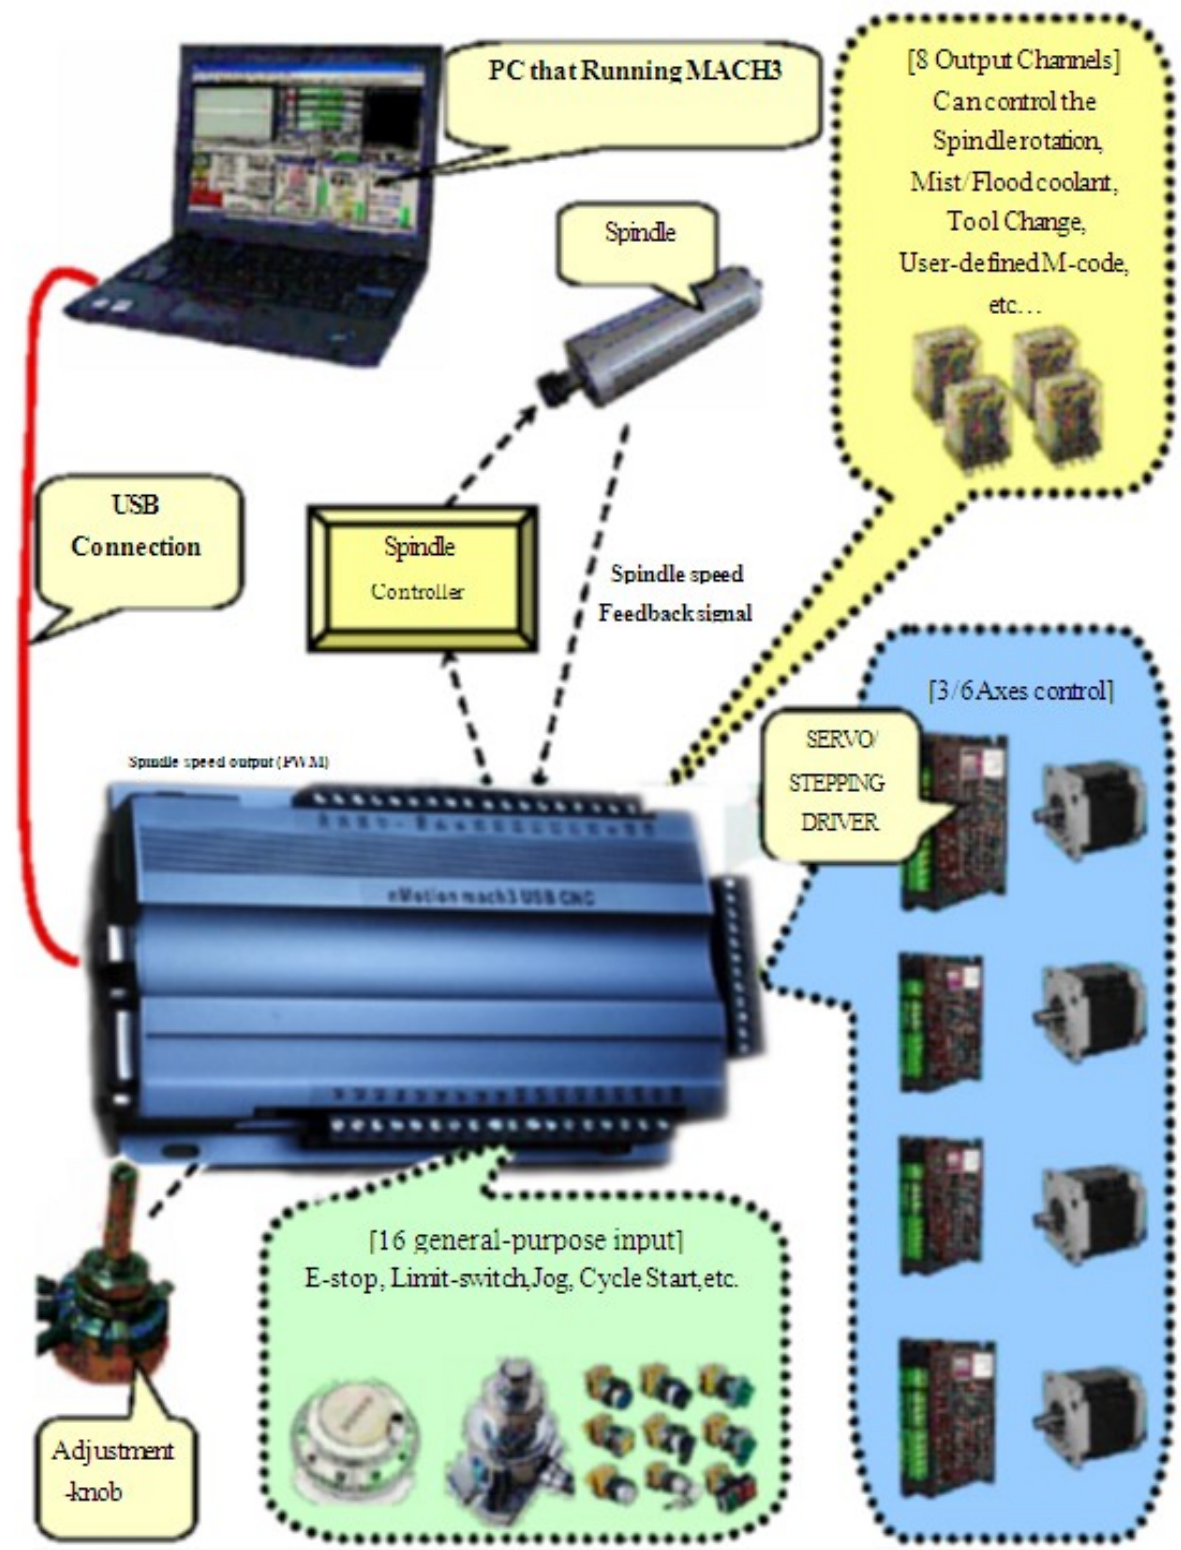 PC that Running MACH3
[8 Output Channels]
Can control the
Spindle rotation,
Mist/Flood coolant,
Tool Change,
User-defined M-code,
etc…
Spindle
USB
Connection
Spindle
Controller
Spindle speed
Feedback signal
[3/6 Axes control]
SERVO/
STEPPING
DRIVER
Spindle speed output (PWM)
nMotion mach3 USB CNC
[16 general-purpose input]
E-stop, Limit-switch, Jog, Cycle Start, etc.
Adjustment
-knob